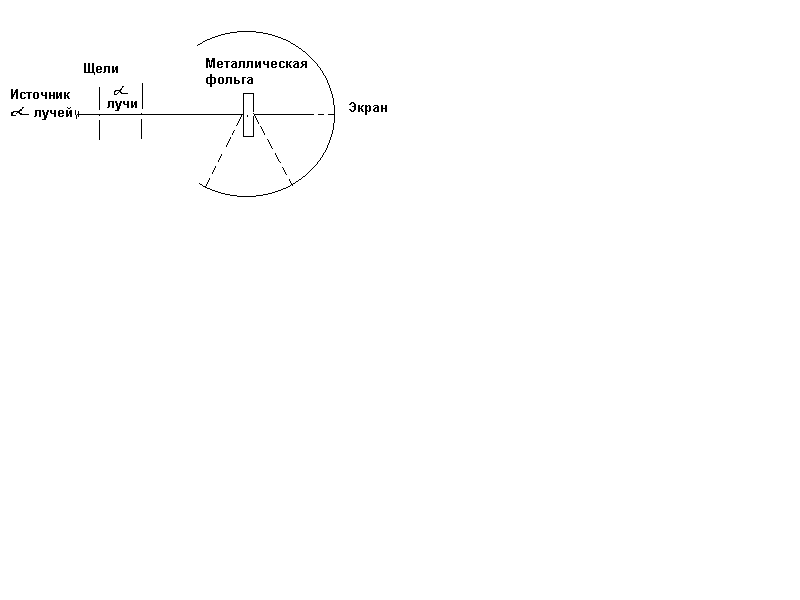 Щели
Металлическая
фольга
Источник
α лучей
α
лучи
Экран